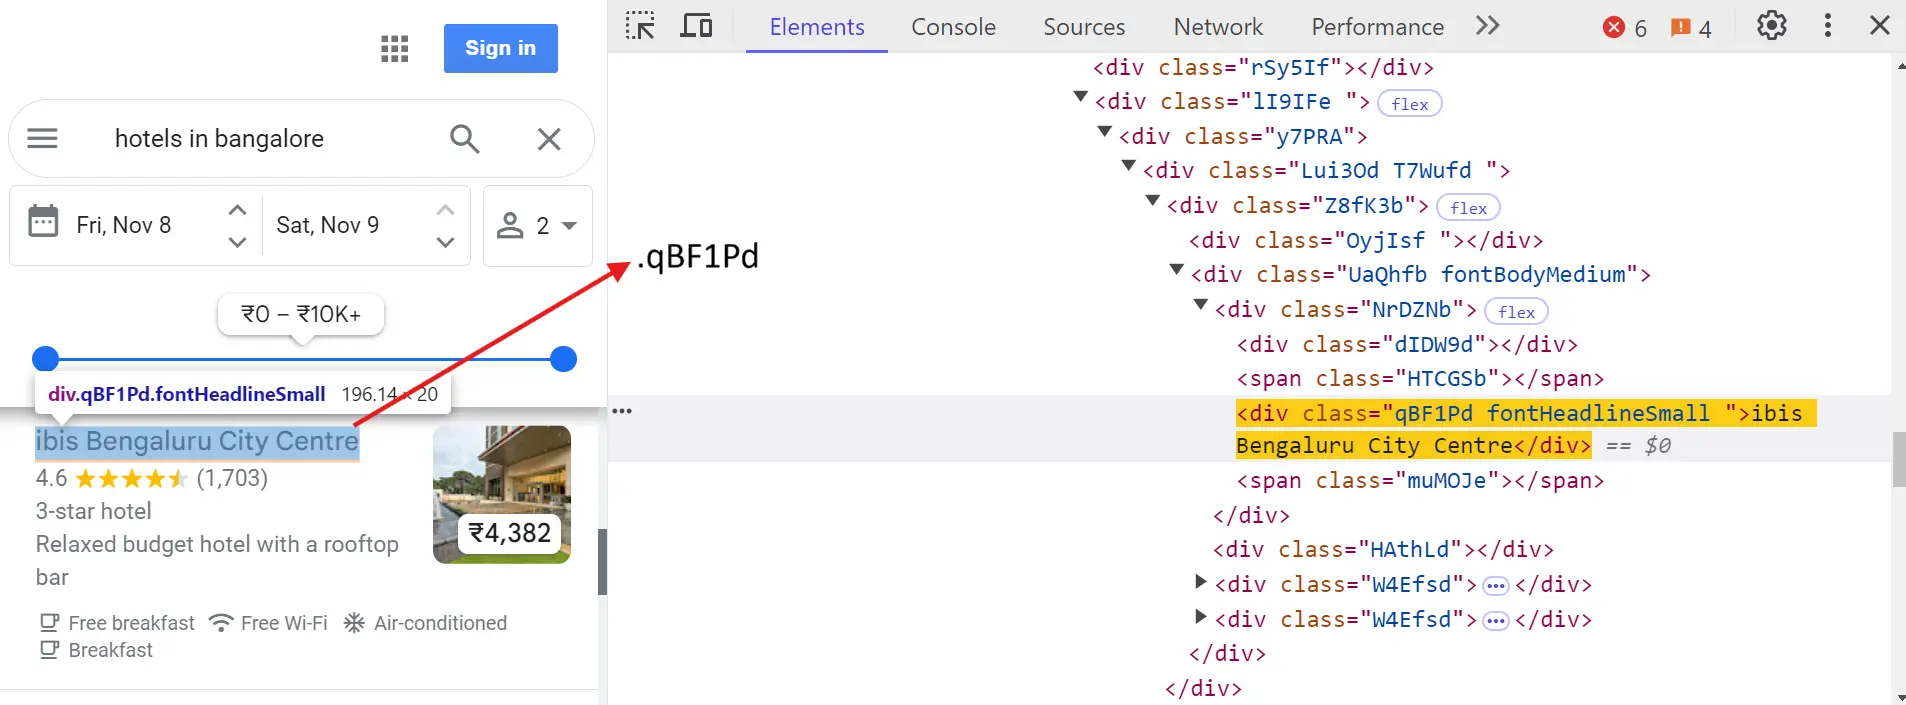 Sign in
hotels in bangalore
Fri, Nov 8
Sat, Nov 9
2
₹0 – ₹10K+
div.qBF1Pd.fontHeadlineSmall 196.14 × 20
ibis Bengaluru City Centre
4.6 (1,703)
3-star hotel
Relaxed budget hotel with a rooftop
bar
₹4,382
Free breakfast Free Wi-Fi Air-conditioned
Breakfast
.qBF1Pd
Elements Console Sources Network Performance 6 4
<div class="rSy5If"></div>
<div class="lI9IFe "> flex
<div class="y7PRA">
<div class="Lui3Od T7Wufd ">
<div class="Z8fK3b"> flex
<div class="OyjIsf "></div>
<div class="UaQhfb fontBodyMedium">
<div class="NrDZNb"> flex
<div class="dIDW9d"></div>
<span class="HTCGSb"></span>
<div class="qBF1Pd fontHeadlineSmall ">ibis
Bengaluru City Centre</div> == $0
<span class="muMOJe"></span>
</div>
<div class="HAthLd"></div>
<div class="W4Efsd">…</div>
<div class="W4Efsd">…</div>
</div>
</div>